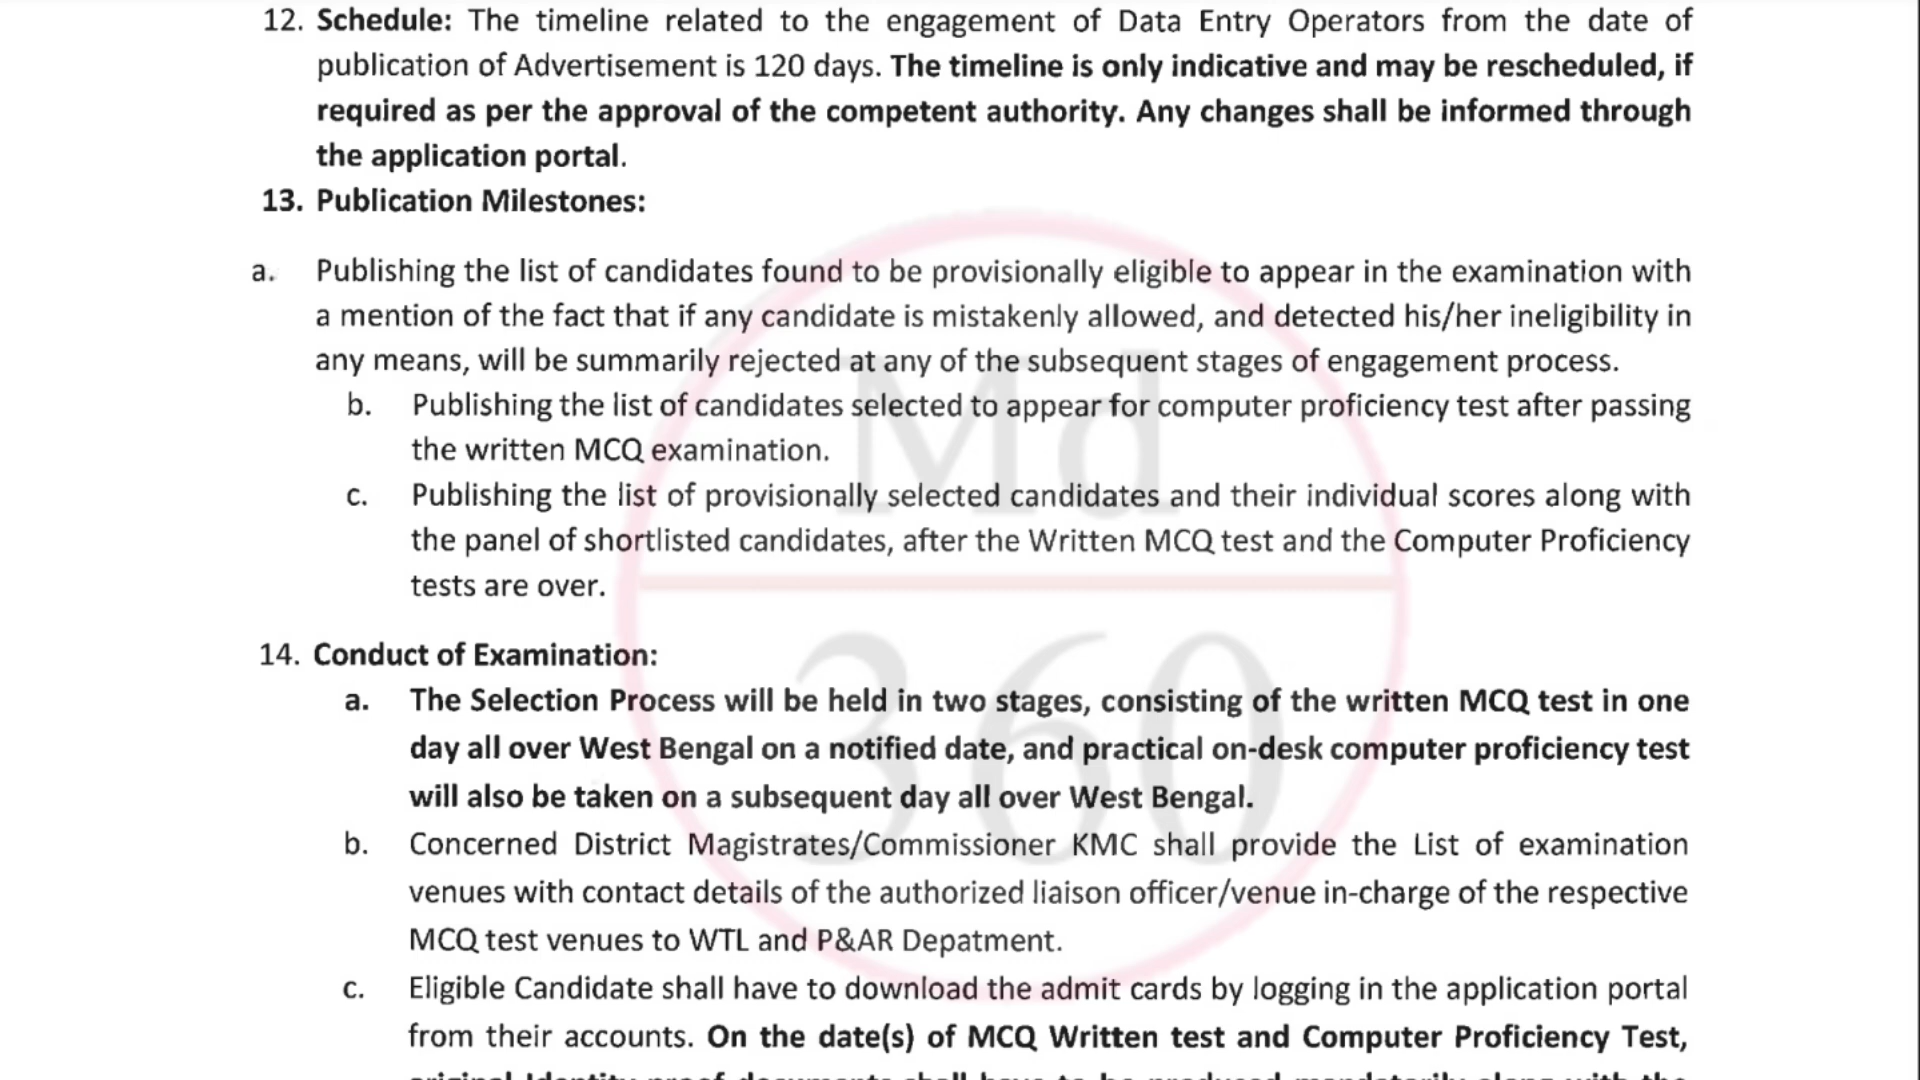 12. Schedule: The timeline related to the engagement of Data Entry Operators from the date of
publication of Advertisement is 120 days. The timeline is only indicative and may be rescheduled, if
required as per the approval of the competent authority. Any changes shall be informed through
the application portal.
13. Publication Milestones:
a. Publishing the list of candidates found to be provisionally eligible to appear in the examination with
a mention of the fact that if any candidate is mistakenly allowed, and detected his/her ineligibility in
any means, will be summarily rejected at any of the subsequent stages of engagement process.
b. Publishing the list of candidates selected to appear for computer proficiency test after passing
the written MCQ examination.
c. Publishing the list of provisionally selected candidates and their individual scores along with
the panel of shortlisted candidates, after the Written MCQ test and the Computer Proficiency
tests are over.
Md
360
14. Conduct of Examination:
a. The Selection Process will be held in two stages, consisting of the written MCQ test in one
day all over West Bengal on a notified date, and practical on-desk computer proficiency test
will also be taken on a subsequent day all over West Bengal.
b. Concerned District Magistrates/Commissioner KMC shall provide the List of examination
venues with contact details of the authorized liaison officer/venue in-charge of the respective
MCQ test venues to WTL and P&AR Depatment.
c. Eligible Candidate shall have to download the admit cards by logging in the application portal
from their accounts. On the date(s) of MCQ Written test and Computer Proficiency Test,